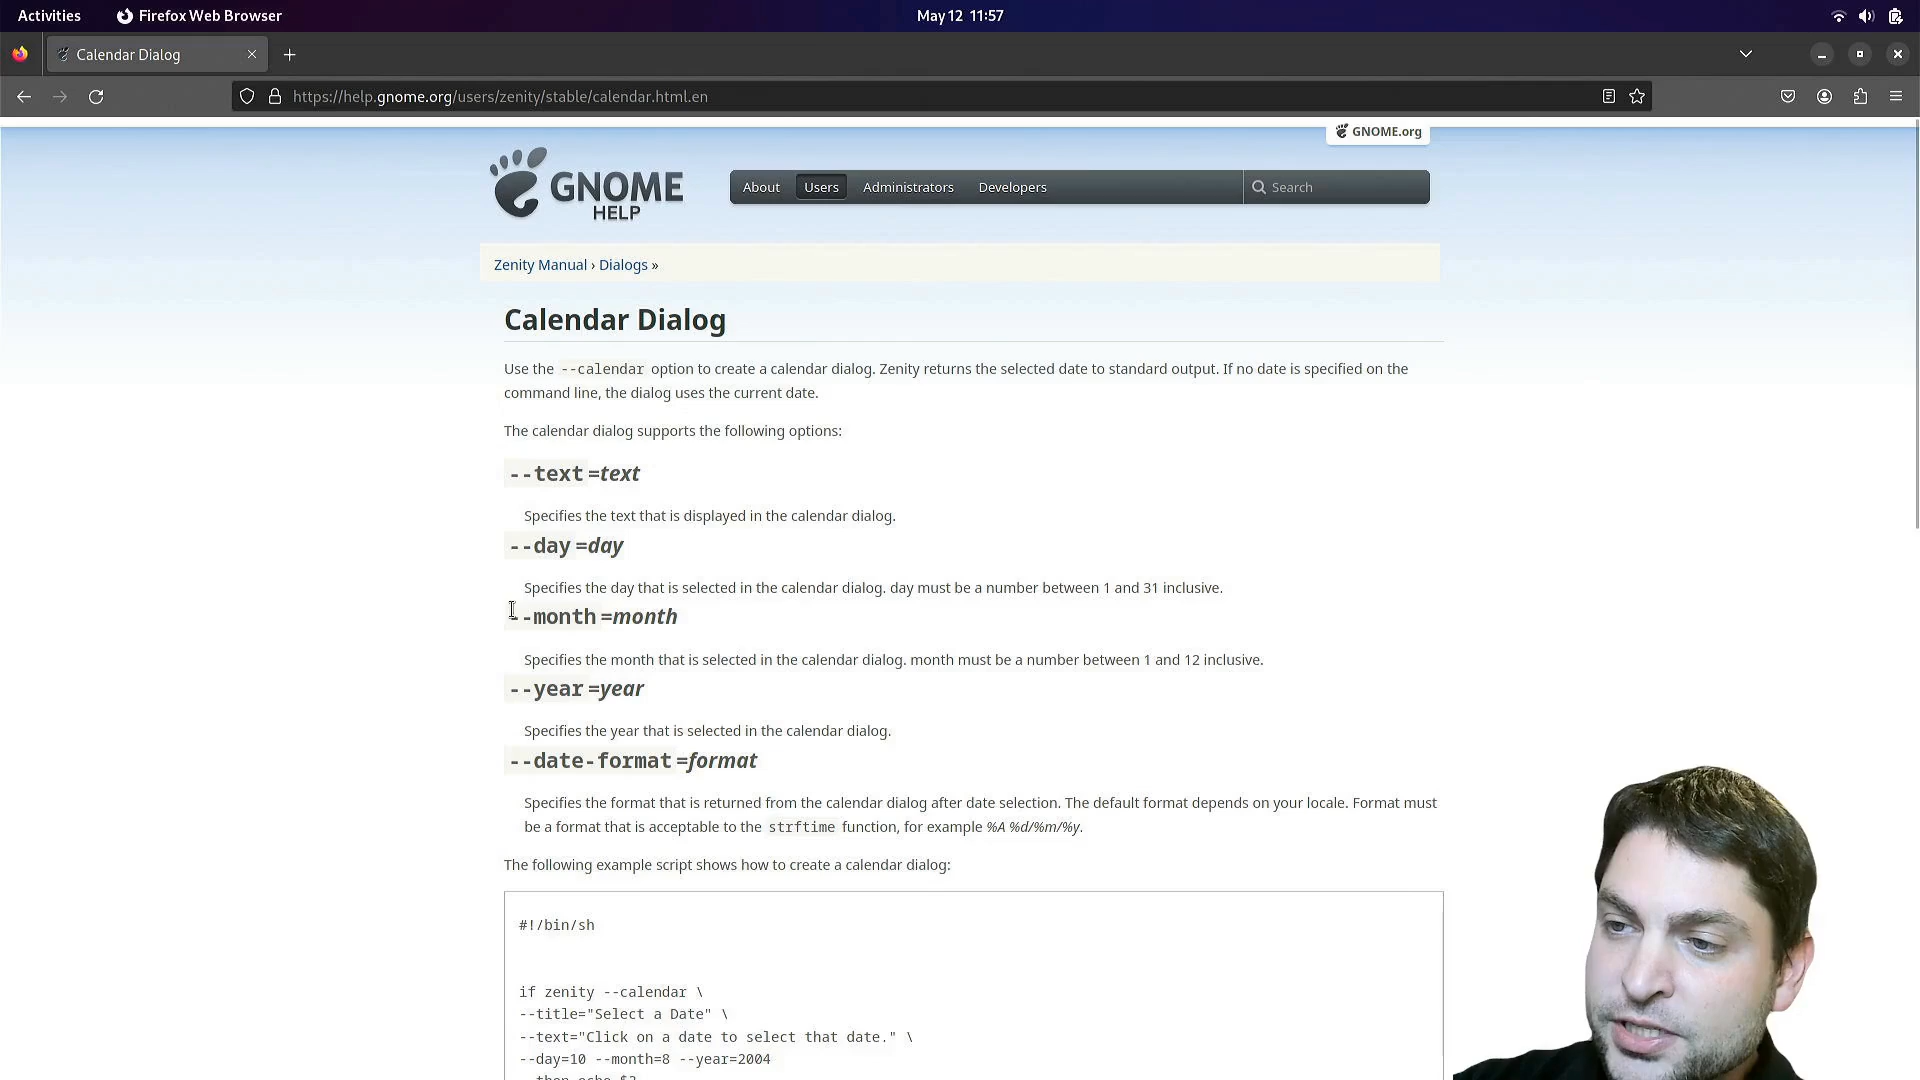 Activities Firefox Web Browser May 12 11:57
Calendar Dialog
https://help.gnome.org/users/zenity/stable/calendar.html.en
GNOME.org
GNOME
HELP
About Users Administrators Developers Search
Zenity Manual › Dialogs »
Calendar Dialog
Use the --calendar option to create a calendar dialog. Zenity returns the selected date to standard output. If no date is specified on the
command line, the dialog uses the current date.
The calendar dialog supports the following options:
--text =text
Specifies the text that is displayed in the calendar dialog.
--day =day
Specifies the day that is selected in the calendar dialog. day must be a number between 1 and 31 inclusive.
--month =month
Specifies the month that is selected in the calendar dialog. month must be a number between 1 and 12 inclusive.
--year =year
Specifies the year that is selected in the calendar dialog.
--date-format =format
Specifies the format that is returned from the calendar dialog after date selection. The default format depends on your locale. Format must
be a format that is acceptable to the strftime function, for example %A %d/%m/%y.
The following example script shows how to create a calendar dialog:
#!/bin/sh
if zenity --calendar \
--title="Select a Date" \
--text="Click on a date to select that date." \
--day=10 --month=8 --year=2004
then echo $?